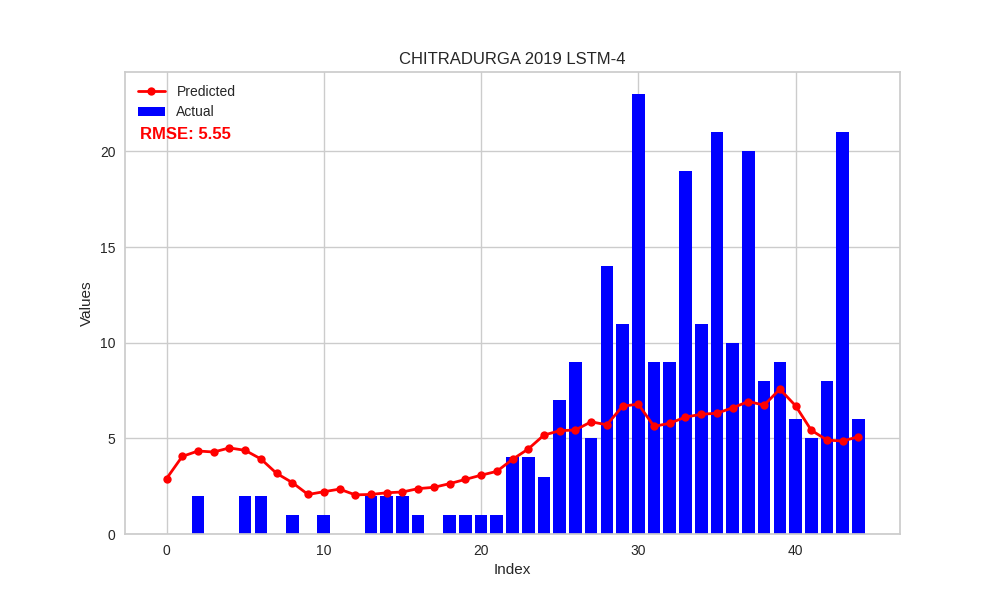 CHITRADURGA 2019 LSTM-4
Predicted
Actual
RMSE: 5.55
Values
20
15
10
5
0
0 10 20 30 40
Index